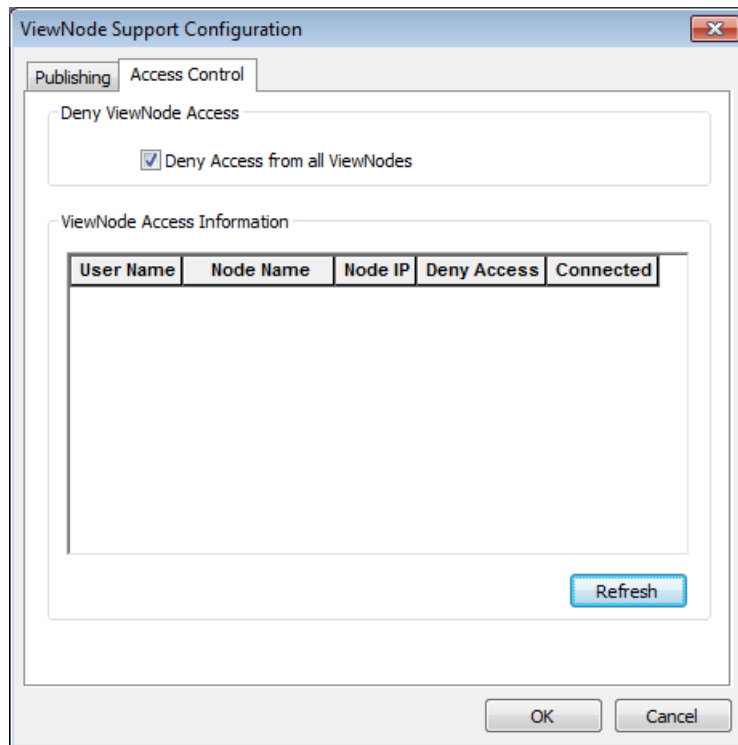 ViewNode Support Configuration
Publishing Access Control
Deny ViewNode Access
Deny Access from all ViewNodes
ViewNode Access Information
User Name Node Name Node IP Deny Access Connected
Refresh
OK Cancel